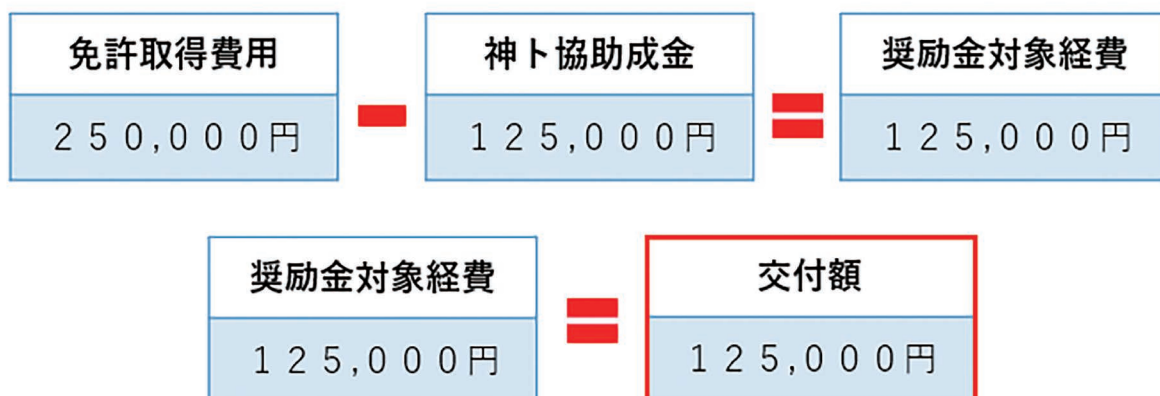 免許取得費用
250,000円
神ト協助成金
125,000円
奨励金対象経費
125,000円
奨励金対象経費
125,000円
交付額
125,000円